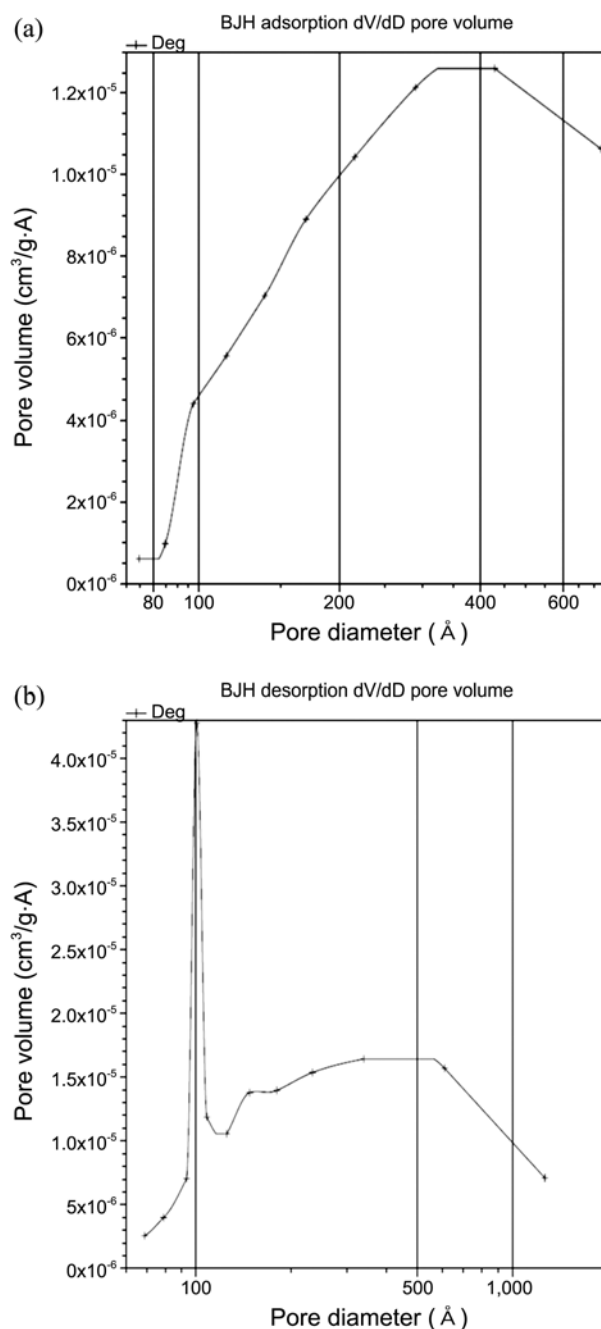 (a)
BJH adsorption dV/dD pore volume
Deg
Pore volume (cm³/g·A)
1.2x10⁻⁵
1.0x10⁻⁵
8x10⁻⁶
6x10⁻⁶
4x10⁻⁶
2x10⁻⁶
0x10⁻⁶
80 100 200 400 600
Pore diameter ( Å )
(b)
BJH desorption dV/dD pore volume
Deg
Pore volume (cm³/g·A)
4.0x10⁻⁵
3.5x10⁻⁵
3.0x10⁻⁵
2.5x10⁻⁵
2.0x10⁻⁵
1.5x10⁻⁵
1.0x10⁻⁵
5x10⁻⁶
0x10⁻⁶
100 500 1,000
Pore diameter ( Å )